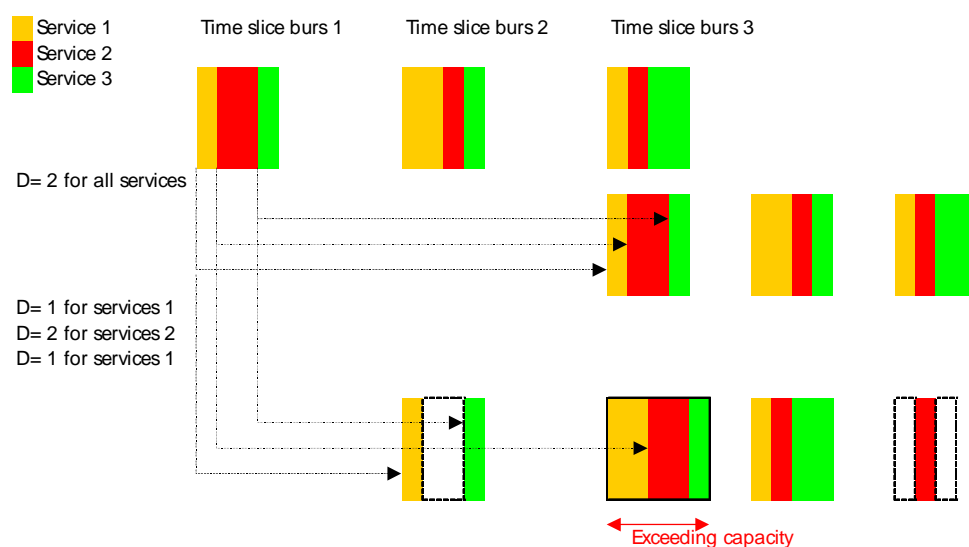 Service 1
Service 2
Service 3
Time slice burs 1
Time slice burs 2
Time slice burs 3
D= 2 for all services
D= 1 for services 1
D= 2 for services 2
D= 1 for services 1
Exceeding capacity